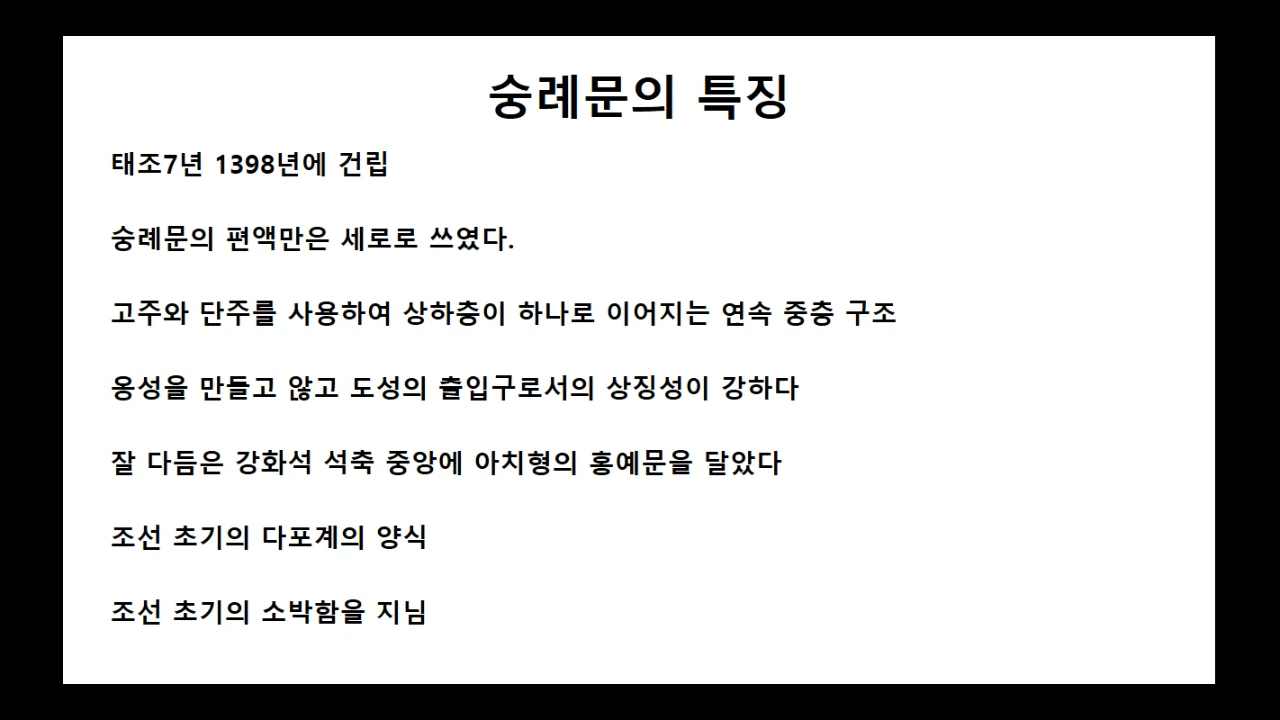 숭례문의 특징
태조7년 1398년에 건립
숭례문의 편액만은 세로로 쓰였다.
고주와 단주를 사용하여 상하층이 하나로 이어지는 연속 중층 구조
옹성을 만들고 않고 도성의 츨입구로서의 상징성이 강하다
잘 다듬은 강화석 석축 중앙에 아치형의 홍예문을 달았다
조선 초기의 다포계의 양식
조선 초기의 소박함을 지님